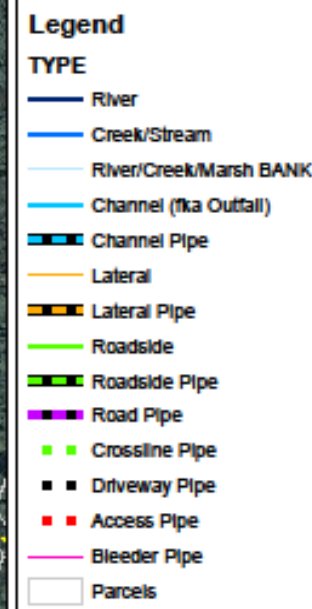 Legend
TYPE
River
Creek/Stream
River/Creek/Marsh BANK
Channel (fka Outfall)
Channel Pipe
Lateral
Lateral Pipe
Roadside
Roadside Pipe
Road Pipe
Crossline Pipe
Driveway Pipe
Access Pipe
Bleeder Pipe
Parcels